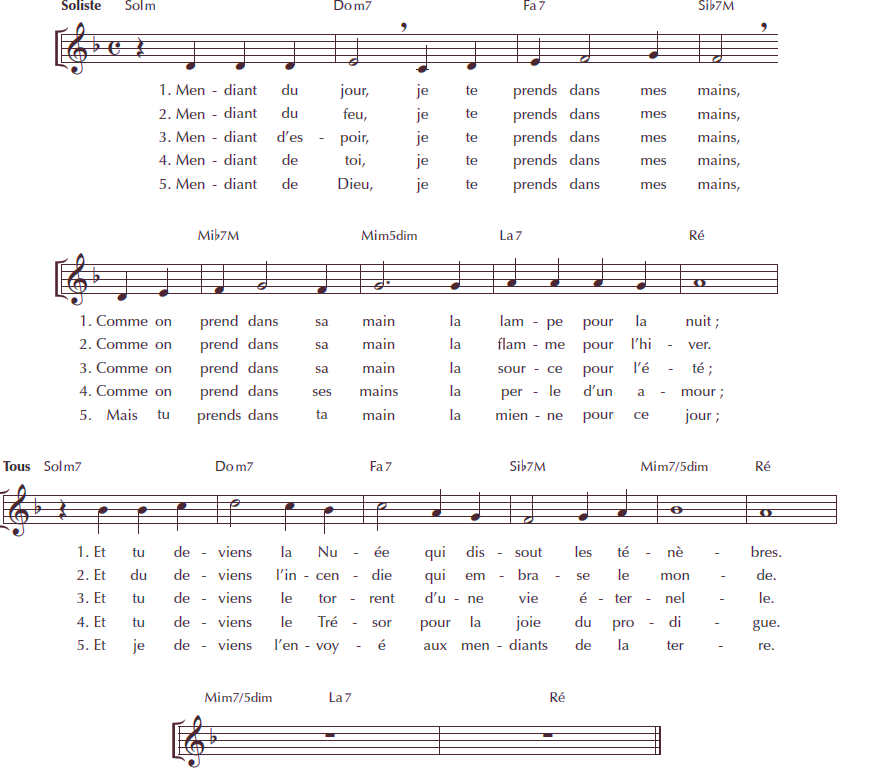 Soliste Solm Dom7 Fa7 Si♭7M
1. Men - diant du jour, je te prends dans mes mains,
2. Men - diant du feu, je te prends dans mes mains,
3. Men - diant d'es - poir, je te prends dans mes mains,
4. Men - diant de toi, je te prends dans mes mains,
5. Men - diant de Dieu, je te prends dans mes mains,
Mi♭7M Mim5dim La7 Ré
1. Comme on prend dans sa main la lam - pe pour la nuit ;
2. Comme on prend dans sa main la flam - me pour l'hi - ver.
3. Comme on prend dans sa main la sour - ce pour l'é - té ;
4. Comme on prend dans ses mains la per - le d'un a - mour ;
5. Mais tu prends dans ta main la mien - ne pour ce jour ;
Tous Solm7 Dom7 Fa7 Si♭7M Mim7/5dim Ré
1. Et tu de - viens la Nu - ée qui dis - sout les té - nè - bres.
2. Et du de - viens l'in - cen - die qui em - bra - se le mon - de.
3. Et tu de - viens le tor - rent d'u - ne vie é - ter - nel - le.
4. Et tu de - viens le Tré - sor pour la joie du pro - di - gue.
5. Et je de - viens l'en - voy - é aux men - diants de la ter - re.
Mim7/5dim La7 Ré